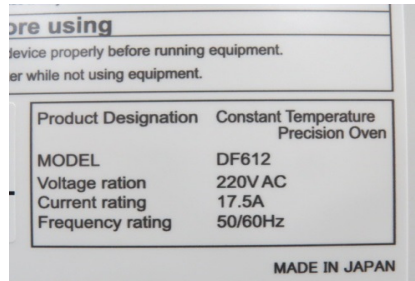 ore using
device properly before running equipment.
er while not using equipment.
Product Designation Constant Temperature
Precision Oven
MODEL DF612
Voltage ration 220V AC
Current rating 17.5A
Frequency rating 50/60Hz
MADE IN JAPAN